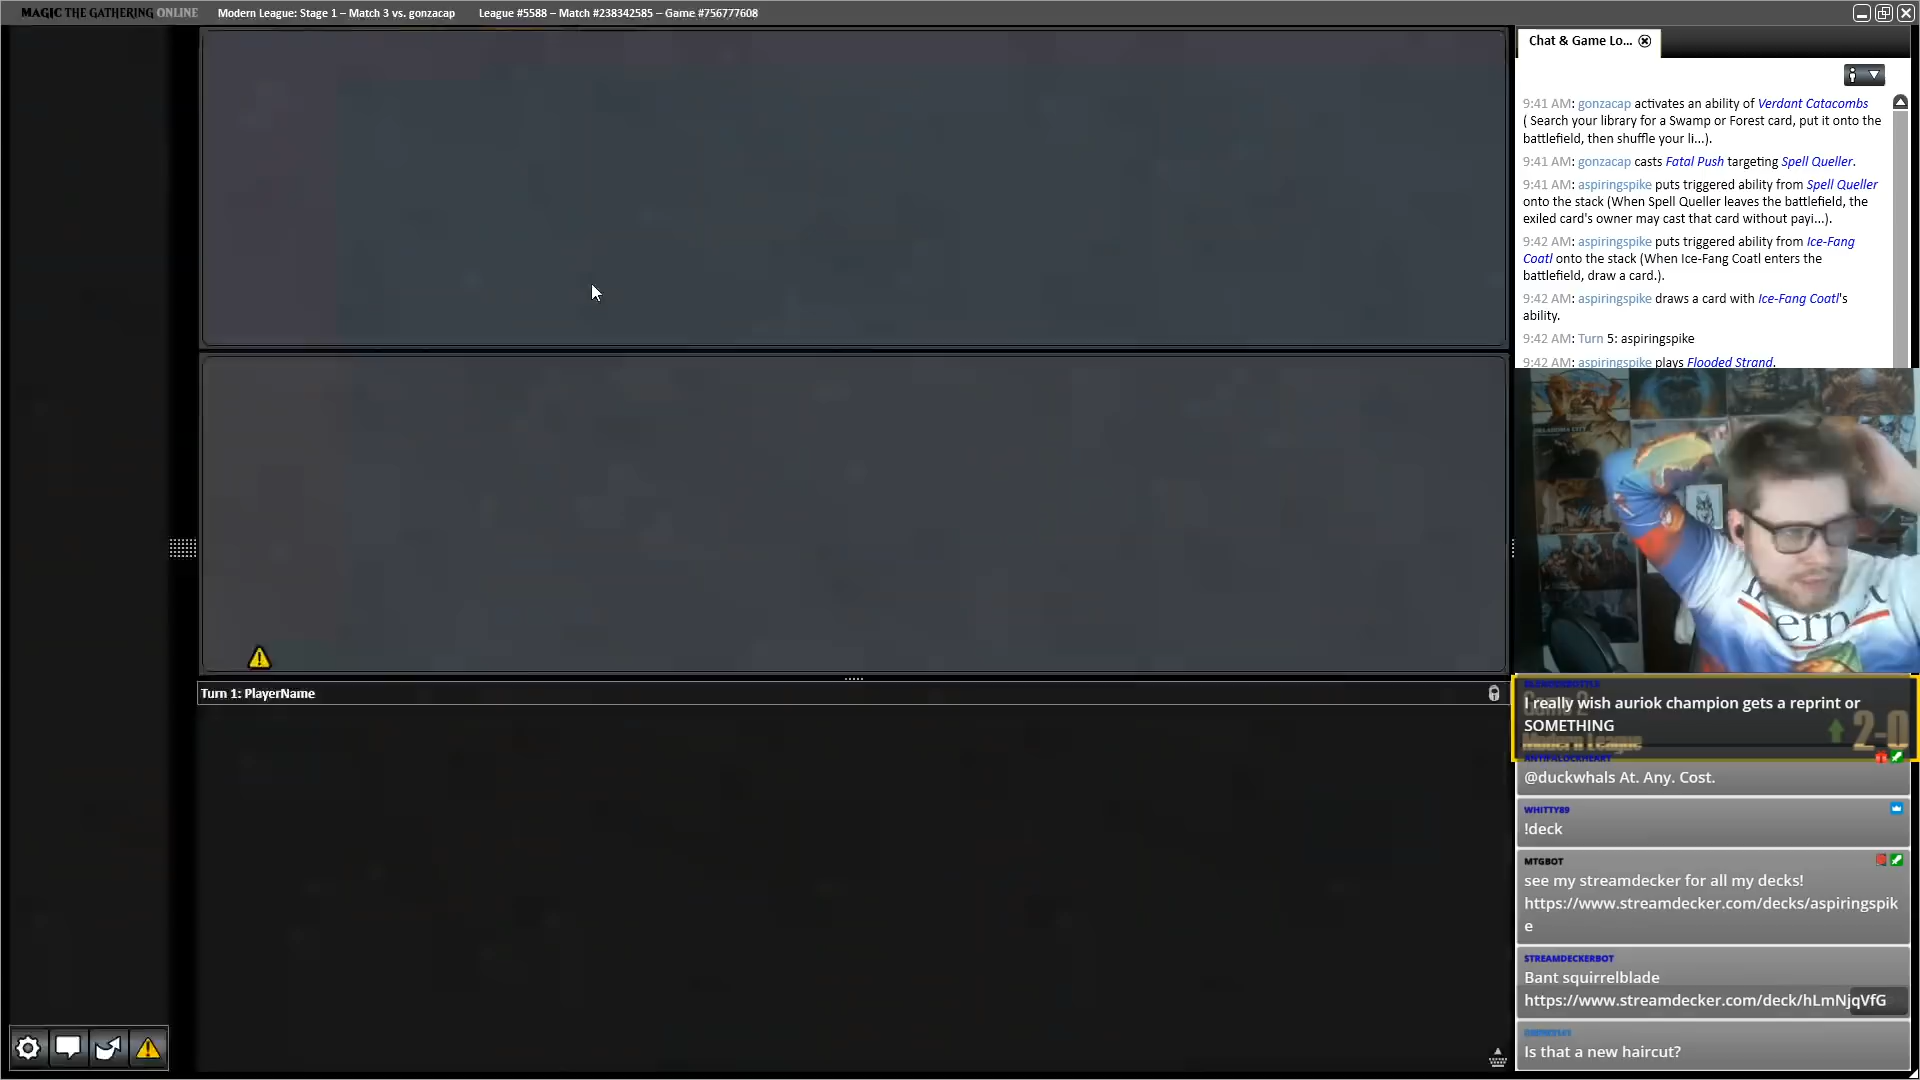 MAGIC THE GATHERING ONLINE Modern League: Stage 1 – Match 3 vs. gonzacap League #5588 – Match #238342585 – Game #756777608
Chat & Game Lo...
9:41 AM: gonzacap activates an ability of Verdant Catacombs
( Search your library for a Swamp or Forest card, put it onto the
battlefield, then shuffle your li...).
9:41 AM: gonzacap casts Fatal Push targeting Spell Queller.
9:41 AM: aspiringspike puts triggered ability from Spell Queller
onto the stack (When Spell Queller leaves the battlefield, the
exiled card's owner may cast that card without payi...).
9:42 AM: aspiringspike puts triggered ability from Ice-Fang
Coatl onto the stack (When Ice-Fang Coatl enters the
battlefield, draw a card.).
9:42 AM: aspiringspike draws a card with Ice-Fang Coatl's
ability.
9:42 AM: Turn 5: aspiringspike
9:42 AM: aspiringspike plays Flooded Strand.
Turn 1: PlayerName
I really wish auriok champion gets a reprint or
SOMETHING
Game 2
Modern League
2-0
@duckwhals At. Any. Cost.
WHITTY89
!deck
MTGBOT
see my streamdecker for all my decks!
https://www.streamdecker.com/decks/aspiringspik
e
STREAMDECKERBOT
Bant squirrelblade
https://www.streamdecker.com/deck/hLmNjqVfG
Is that a new haircut?